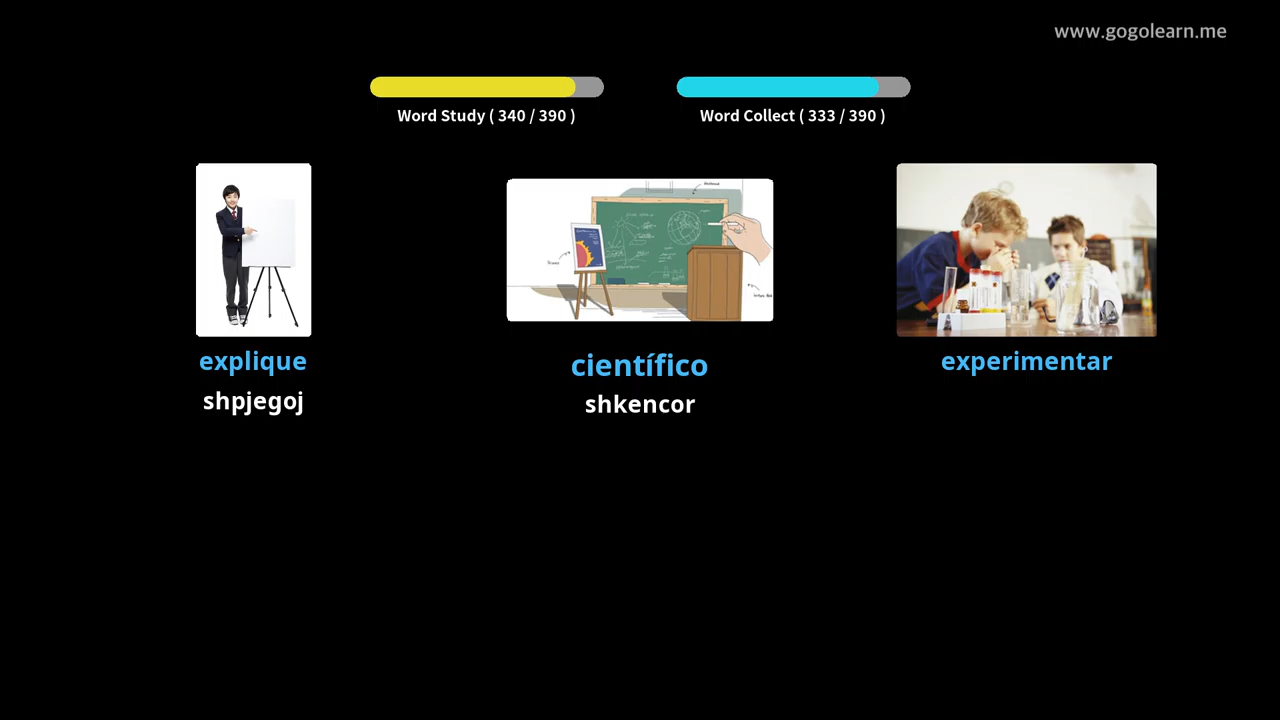 www.gogolearn.me
Word Study ( 340 / 390 )
Word Collect ( 333 / 390 )
explique
científico
experimentar
shpjegoj
shkencor